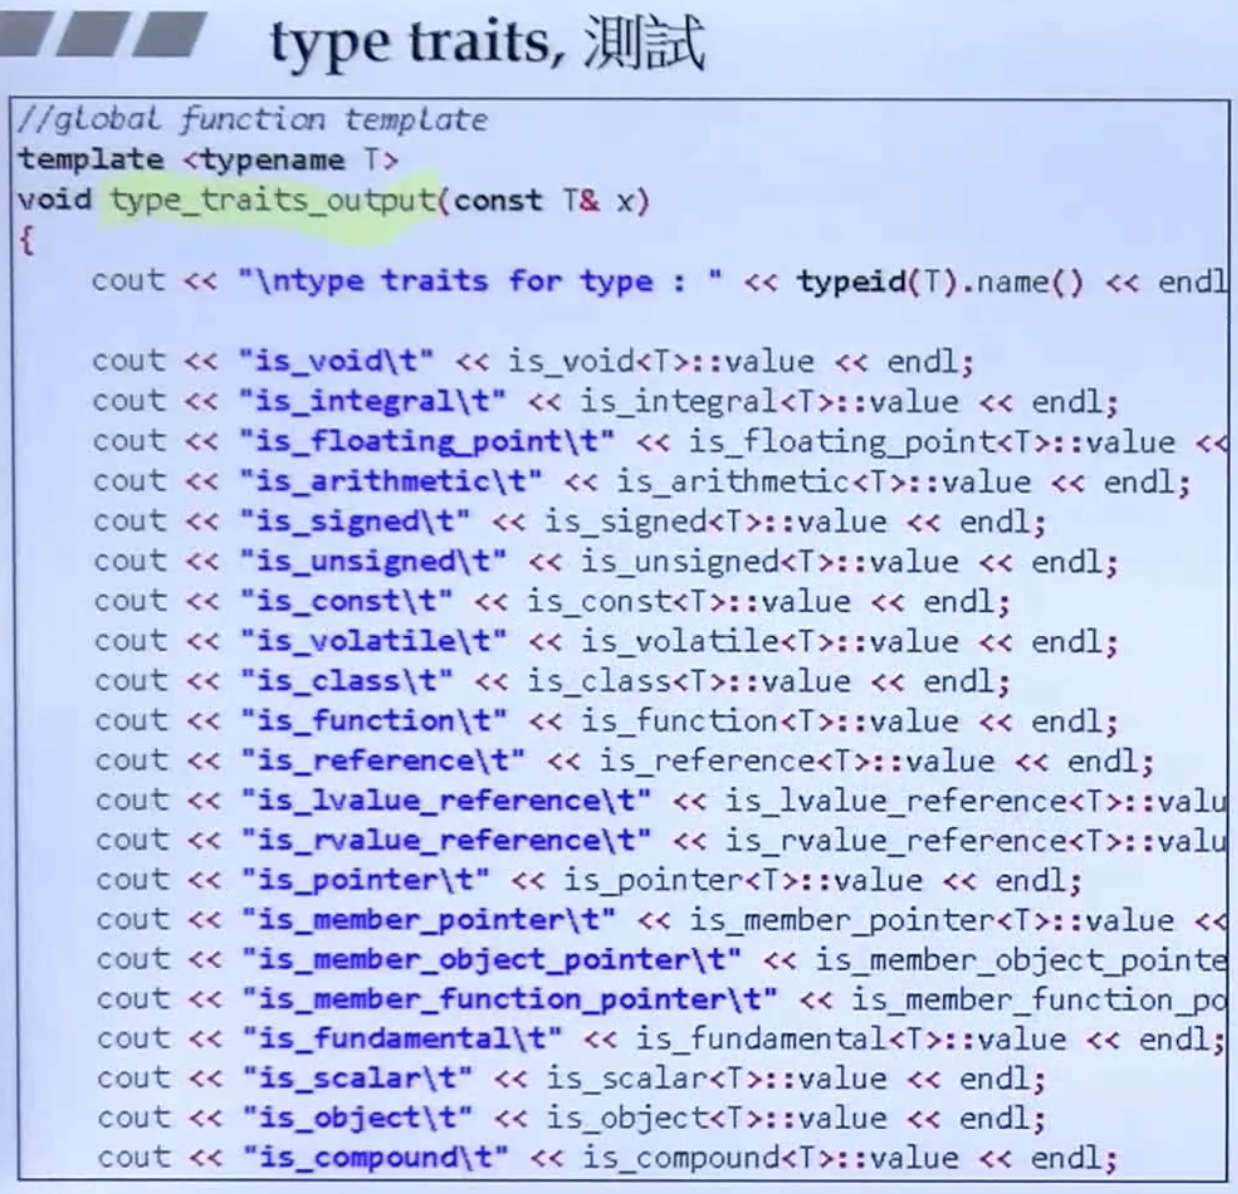 type traits, 測試
//global function template
template <typename T>
void type_traits_output(const T& x)
{
cout << "\ntype traits for type : " << typeid(T).name() << endl
cout << "is_void\t" << is_void<T>::value << endl;
cout << "is_integral\t" << is_integral<T>::value << endl;
cout << "is_floating_point\t" << is_floating_point<T>::value <<
cout << "is_arithmetic\t" << is_arithmetic<T>::value << endl;
cout << "is_signed\t" << is_signed<T>::value << endl;
cout << "is_unsigned\t" << is_unsigned<T>::value << endl;
cout << "is_const\t" << is_const<T>::value << endl;
cout << "is_volatile\t" << is_volatile<T>::value << endl;
cout << "is_class\t" << is_class<T>::value << endl;
cout << "is_function\t" << is_function<T>::value << endl;
cout << "is_reference\t" << is_reference<T>::value << endl;
cout << "is_lvalue_reference\t" << is_lvalue_reference<T>::valu
cout << "is_rvalue_reference\t" << is_rvalue_reference<T>::valu
cout << "is_pointer\t" << is_pointer<T>::value << endl;
cout << "is_member_pointer\t" << is_member_pointer<T>::value <<
cout << "is_member_object_pointer\t" << is_member_object_pointe
cout << "is_member_function_pointer\t" << is_member_function_po
cout << "is_fundamental\t" << is_fundamental<T>::value << endl;
cout << "is_scalar\t" << is_scalar<T>::value << endl;
cout << "is_object\t" << is_object<T>::value << endl;
cout << "is_compound\t" << is_compound<T>::value << endl;